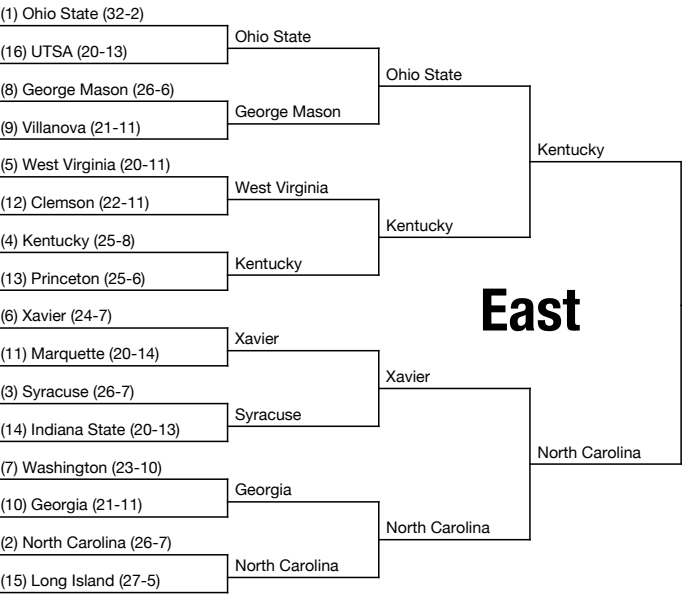 (1) Ohio State (32-2)
(16) UTSA (20-13)
(8) George Mason (26-6)
(9) Villanova (21-11)
(5) West Virginia (20-11)
(12) Clemson (22-11)
(4) Kentucky (25-8)
(13) Princeton (25-6)
(6) Xavier (24-7)
(11) Marquette (20-14)
(3) Syracuse (26-7)
(14) Indiana State (20-13)
(7) Washington (23-10)
(10) Georgia (21-11)
(2) North Carolina (26-7)
(15) Long Island (27-5)
Ohio State
George Mason
West Virginia
Kentucky
Xavier
Syracuse
Georgia
North Carolina
Ohio State
Kentucky
Xavier
North Carolina
Kentucky
North Carolina
East